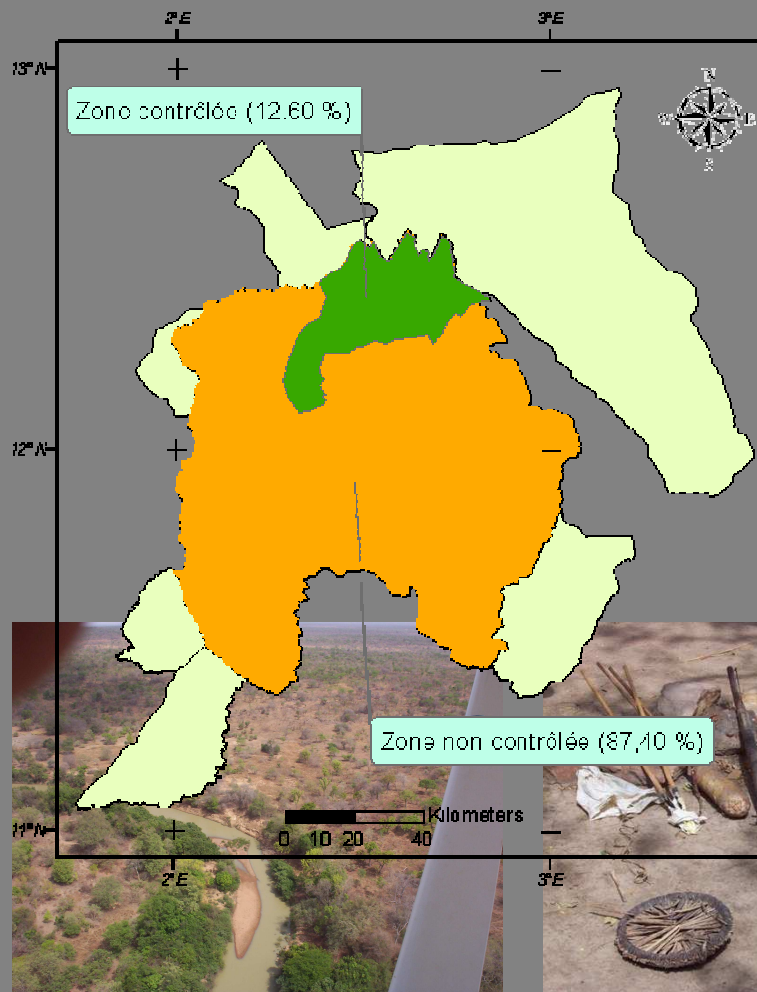 2°E 3°E
13°N
Zone contrôlée (12.60 %)
N
W E
S
12°N
Zone non contrôlée (87,40 %)
Kilometers
0 10 20 40
11°N
2°E 3°E